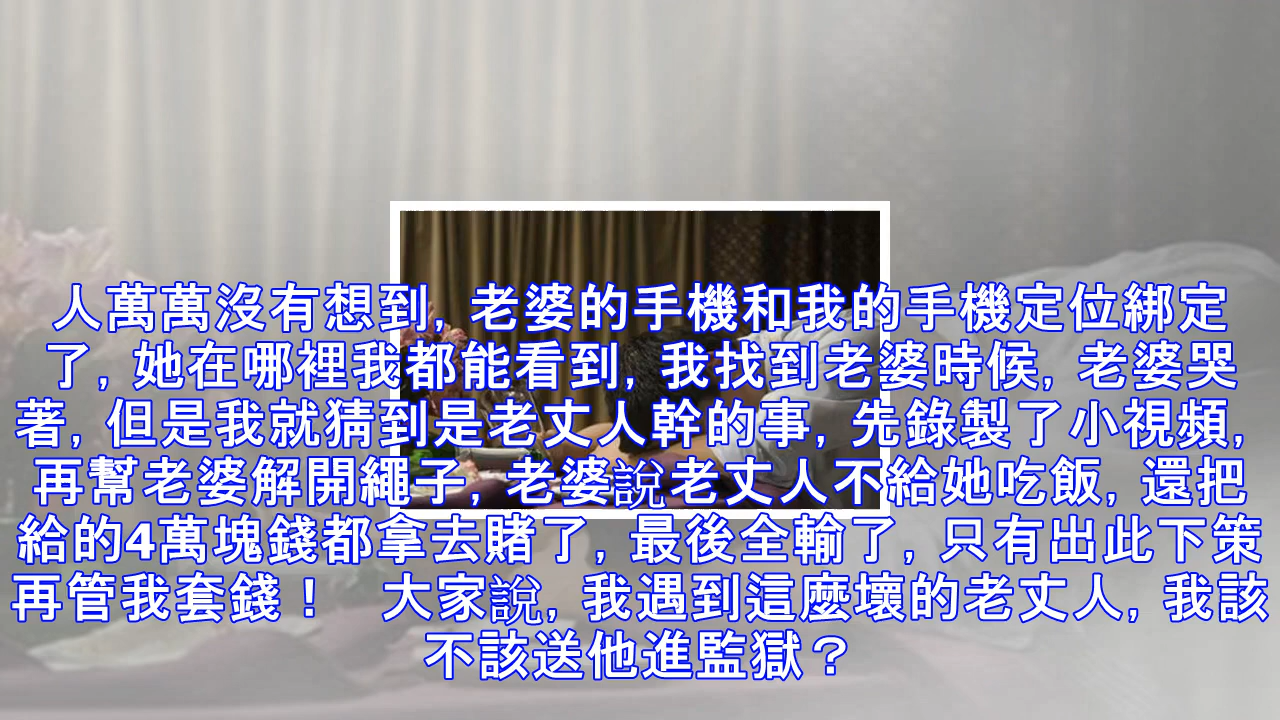 人萬萬沒有想到, 老婆的手機和我的手機定位綁定
了, 她在哪裡我都能看到, 我找到老婆時候, 老婆哭
著, 但是我就猜到是老丈人幹的事, 先錄製了小視頻,
再幫老婆解開繩子, 老婆說老丈人不給她吃飯, 還把
給的4萬塊錢都拿去賭了, 最後全輸了, 只有出此下策
再管我套錢！ 大家說, 我遇到這麼壞的老丈人, 我該
不該送他進監獄？